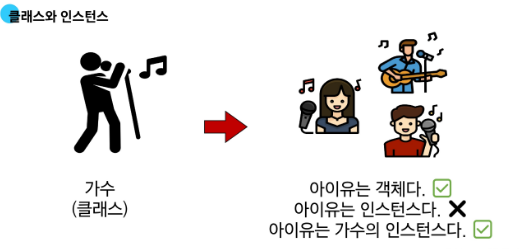 클래스와 인스턴스
가수
(클래스)
아이유는 객체다.
아이유는 인스턴스다.
아이유는 가수의 인스턴스다.